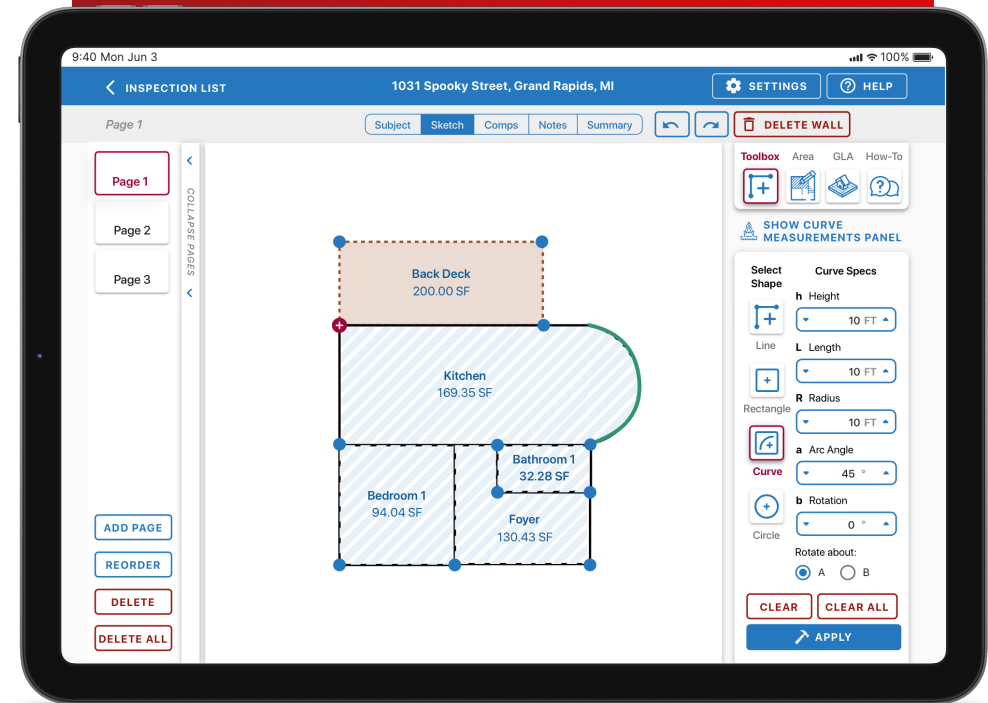 9:40 Mon Jun 3
100%
INSPECTION LIST
1031 Spooky Street, Grand Rapids, MI
SETTINGS
HELP
Page 1
Subject
Sketch
Comps
Notes
Summary
DELETE WALL
Page 1
Page 2
Page 3
COLLAPSE PAGES
ADD PAGE
REORDER
DELETE
DELETE ALL
Back Deck
200.00 SF
Kitchen
169.35 SF
Bathroom 1
32.28 SF
Bedroom 1
94.04 SF
Foyer
130.43 SF
Toolbox
Area
GLA
How-To
SHOW CURVE
MEASUREMENTS PANEL
Select
Shape
Line
Rectangle
Curve
Circle
Curve Specs
h Height
10 FT
L Length
10 FT
R Radius
10 FT
a Arc Angle
45 °
b Rotation
0 °
Rotate about:
A
B
CLEAR
CLEAR ALL
APPLY